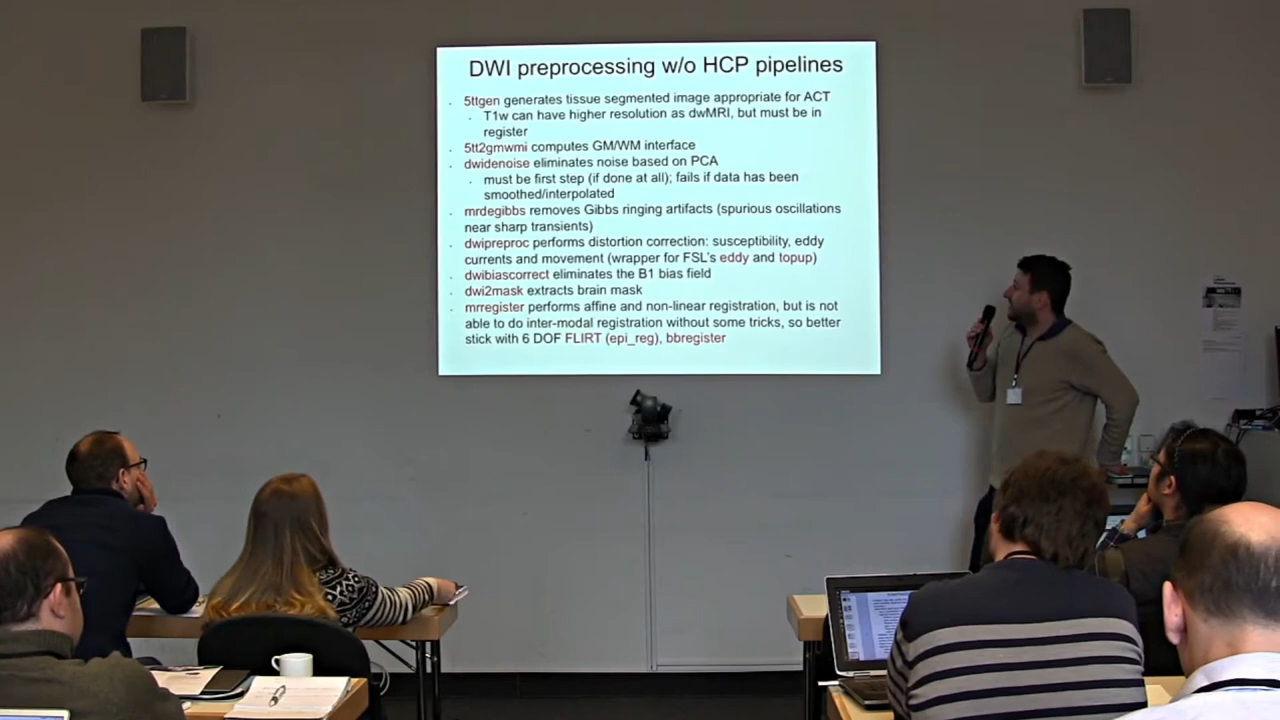 DWI preprocessing w/o HCP pipelines
5ttgen generates tissue segmented image appropriate for ACT
T1w can have higher resolution as dwMRI, but must be in
register
5tt2gmwmi computes GM/WM interface
dwidenoise eliminates noise based on PCA
must be first step (if done at all); fails if data has been
smoothed/interpolated
mrdegibbs removes Gibbs ringing artifacts (spurious oscillations
near sharp transients)
dwipreproc performs distortion correction: susceptibility, eddy
currents and movement (wrapper for FSL's eddy and topup)
dwibiascorrect eliminates the B1 bias field
dwi2mask extracts brain mask
mrregister performs affine and non-linear registration, but is not
able to do inter-modal registration without some tricks, so better
stick with 6 DOF FLIRT (epi_reg), bbregister